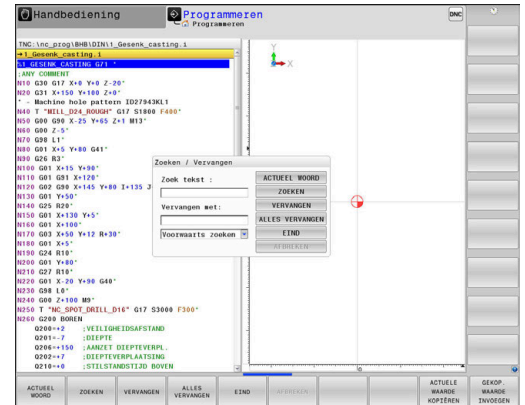 Handbediening
Programmeren
Programmeren
DNC
TNC:\nc_prog\BHB\DIN\1_Gesenk_casting.i
→1_Gesenk_casting.i
%1_GESENK_CASTING G71 *
;ANY COMMENT
N10 G30 G17 X+0 Y+0 Z-20*
N20 G31 X+150 Y+100 Z+0*
* - Machine hole pattern ID27943KL1
N40 T "MILL_D24_ROUGH" G17 S1800 F400*
N50 G00 G90 X-25 Y+65 Z+1 M13*
N60 G00 Z-5*
N70 G98 L1*
N80 G01 X+5 Y+80 G41*
N90 G26 R3*
N100 G01 X+15 Y+90*
N110 G01 G91 X+120*
N120 G02 G90 X+145 Y+80 I+135 J
N130 G01 Y+50*
N140 G25 R20*
N150 G01 X+130 Y+5*
N160 G01 X+100*
N170 G03 X+50 Y+12 R+30*
N180 G01 X+5*
N190 G24 R10*
N200 G01 Y+80*
N210 G27 R10*
N220 G01 X-20 Y+90 G40*
N230 G98 L0*
N240 G00 Z+100 M9*
N250 T "NC_SPOT_DRILL_D16" G17 S3000 F300*
N260 G200 BOREN
Q200=+2 ;VEILIGHEIDSAFSTAND
Q201=-7 ;DIEPTE
Q206=+150 ;AANZET DIEPTEVERPL.
Q202=+7 ;DIEPTEVERPLAATSING
Q210=+0 ;STILSTANDSTIJD BOVEN
Y
X
Zoeken / Vervangen
Zoek tekst :
Vervangen met:
Voorwaarts zoeken
ACTUEEL WOORD
ZOEKEN
VERVANGEN
ALLES VERVANGEN
EIND
AFBREKEN
0
ACTUEEL WOORD
ZOEKEN
VERVANGEN
ALLES VERVANGEN
EIND
AFBREKEN
ACTUELE WAARDE KOPIËREN
GEKOP. WAARDE INVOEGEN